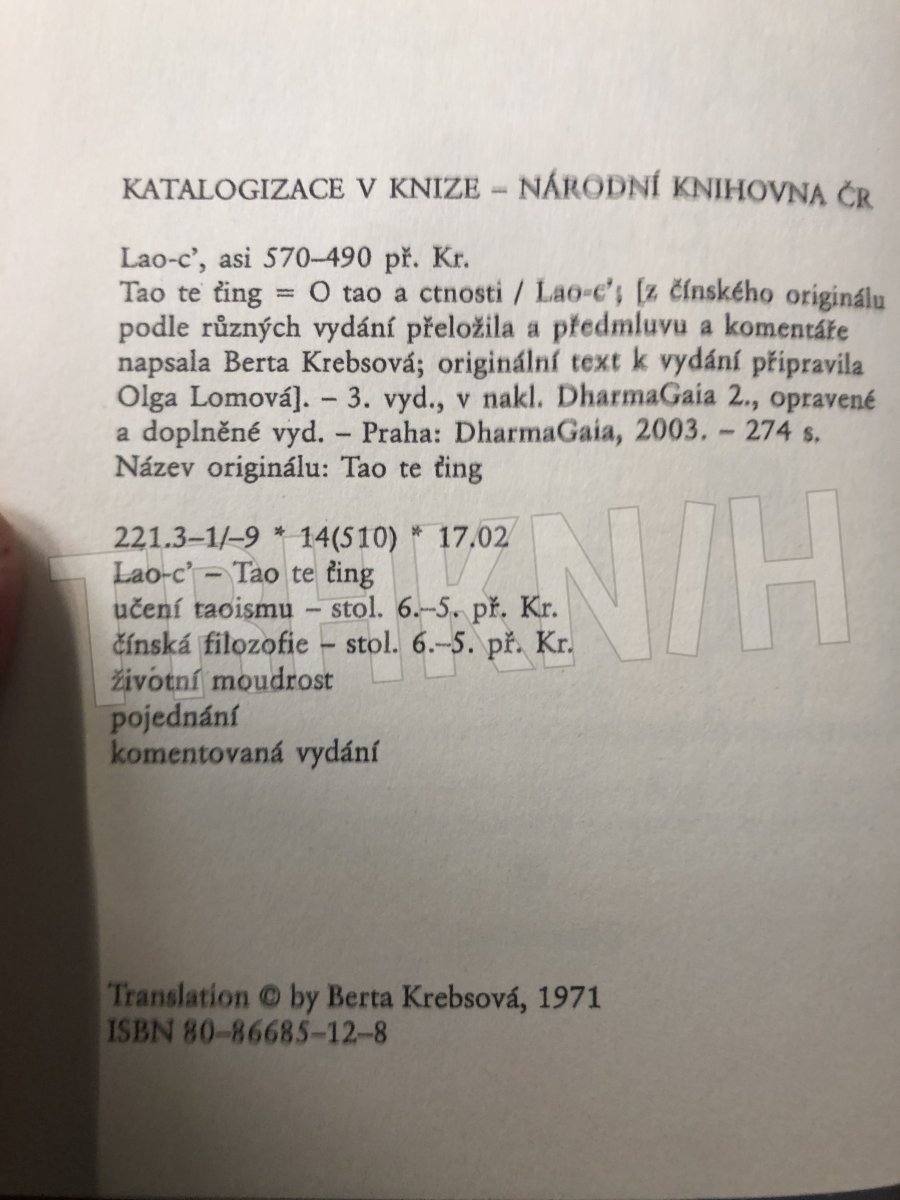 KATALOGIZACE V KNIZE – NÁRODNÍ KNIHOVNA ČR
Lao-c’, asi 570–490 př. Kr.
Tao te ťing = O tao a ctnosti / Lao-c’; [z čínského originálu
podle různých vydání přeložila a předmluvu a komentáře
napsala Berta Krebsová; originální text k vydání připravila
Olga Lomová]. – 3. vyd., v nakl. DharmaGaia 2., opravené
a doplněné vyd. – Praha: DharmaGaia, 2003. – 274 s.
Název originálu: Tao te ťing
221.3–1/–9 * 14(510) * 17.02
Lao-c’ – Tao te ťing
učení taoismu – stol. 6.–5. př. Kr.
čínská filozofie – stol. 6.–5. př. Kr.
životní moudrost
pojednání
komentovaná vydání
TRHKNIH
Translation © by Berta Krebsová, 1971
ISBN 80–86685–12–8